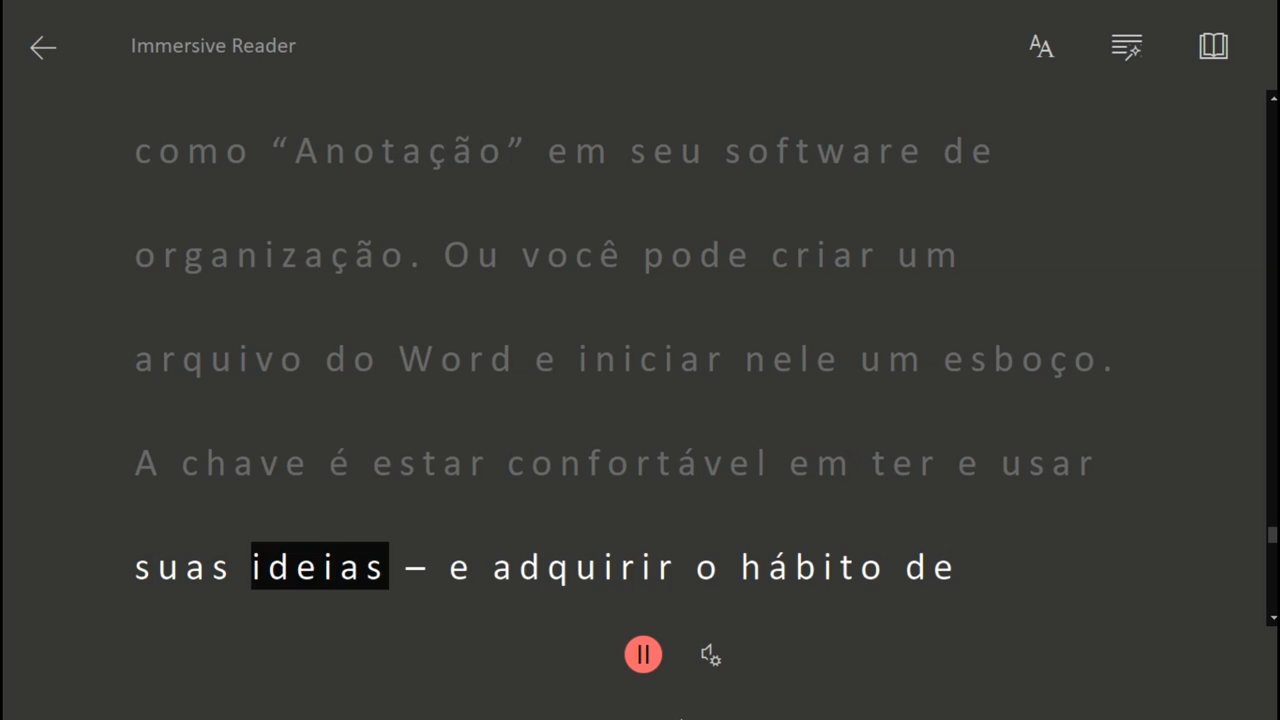 Immersive Reader
como “Anotação” em seu software de
organização. Ou você pode criar um
arquivo do Word e iniciar nele um esboço.
A chave é estar confortável em ter e usar
suas ideias – e adquirir o hábito de